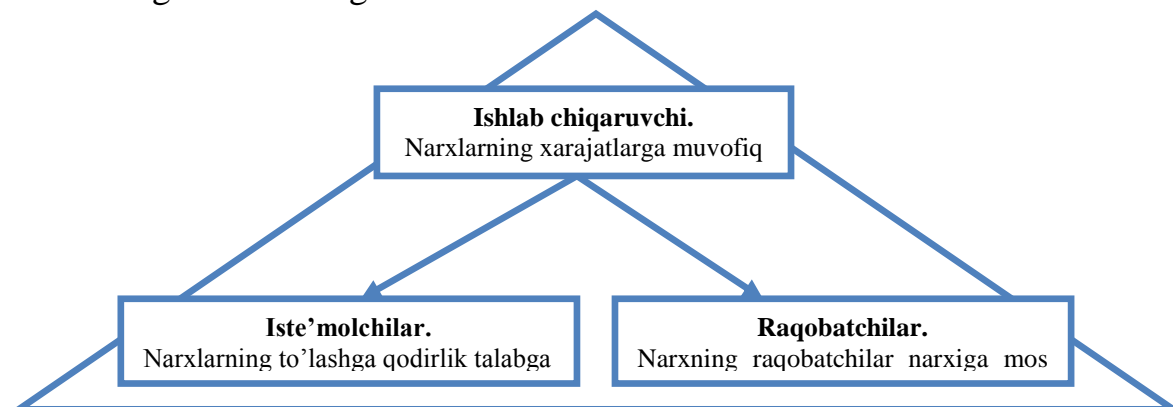 Ishlab chiqaruvchi.
Narxlarning xarajatlarga muvofiq
Iste’molchilar.
Narxlarning to’lashga qodirlik talabga
Raqobatchilar.
Narxning raqobatchilar narxiga mos